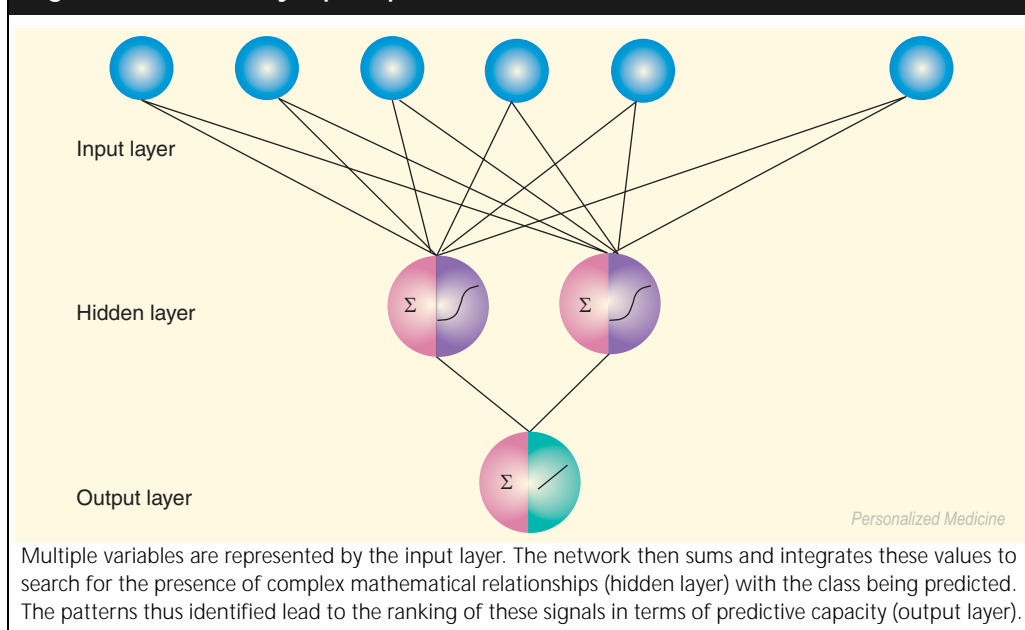 Input layer
Hidden layer
Σ
Σ
Output layer
Σ
Personalized Medicine
Multiple variables are represented by the input layer. The network then sums and integrates these values to
search for the presence of complex mathematical relationships (hidden layer) with the class being predicted.
The patterns thus identified lead to the ranking of these signals in terms of predictive capacity (output layer).